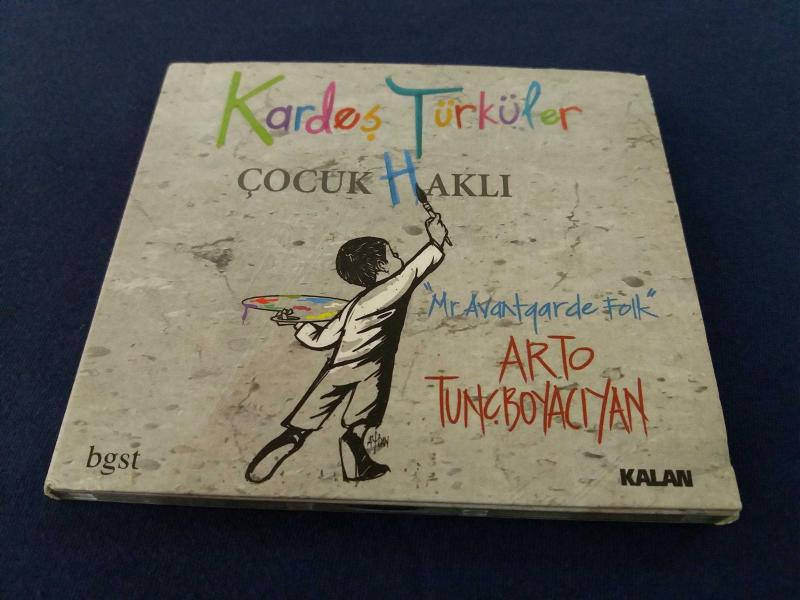 Kardeş Türküler
ÇOCUK HAKLI
"Mr. Avantgarde Folk"
ARTO
TUNÇBOYACIYAN
bgst
KALAN